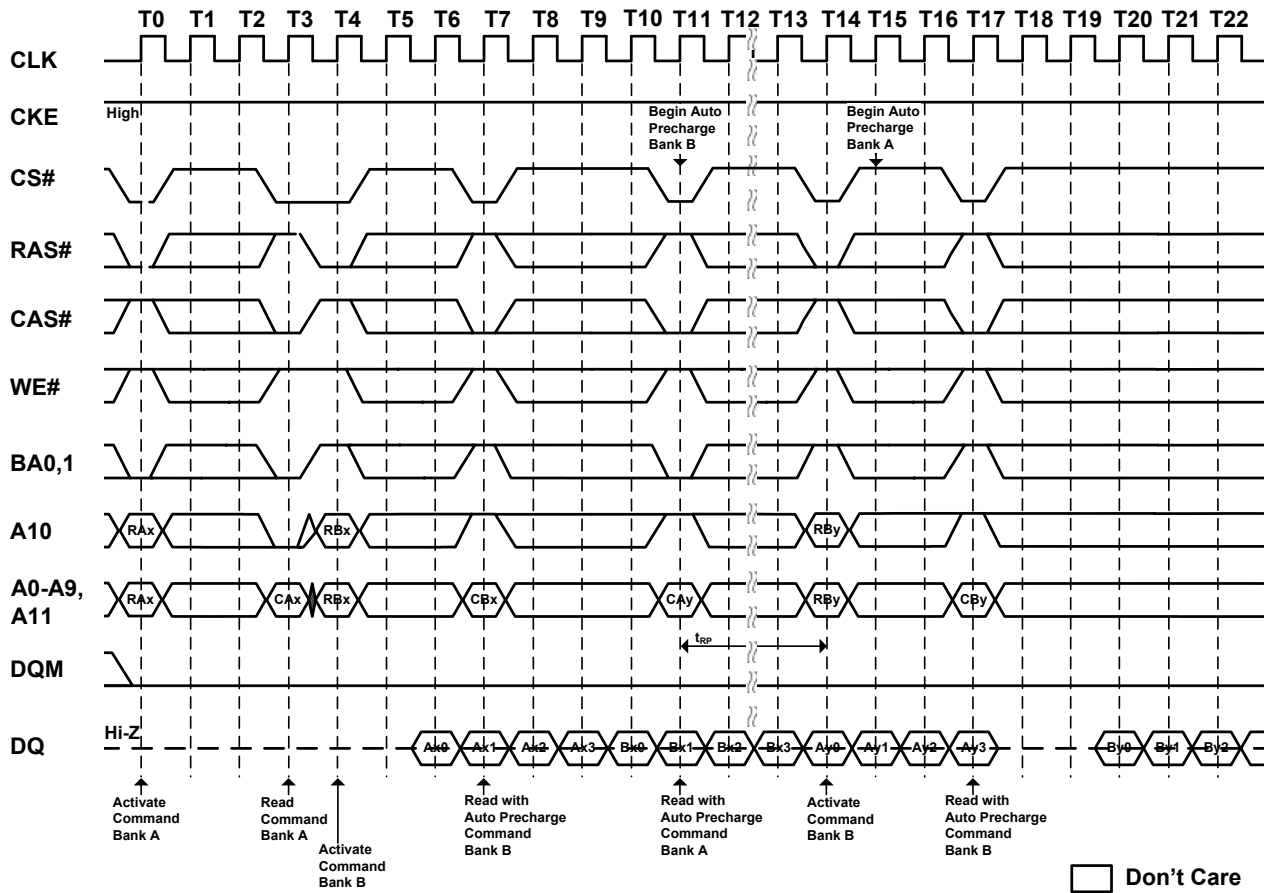 T0 T1 T2 T3 T4 T5 T6 T7 T8 T9 T10 T11 T12 T13 T14 T15 T16 T17 T18 T19 T20 T21 T22
CLK
CKE
High
Begin Auto
Precharge
Bank B
Begin Auto
Precharge
Bank A
CS#
RAS#
CAS#
WE#
BA0,1
A10
RAx RBx RBy
A0-A9,
A11
RAx CAx RBx CBx CAy RBy CBy
tRP
DQM
DQ
Hi-Z
Ax0 Ax1 Ax2 Ax3 Bx0 Bx1 Bx2 Bx3 Ay0 Ay1 Ay2 Ay3 By0 By1 By2
Activate
Command
Bank A
Read
Command
Bank A
Activate
Command
Bank B
Read with
Auto Precharge
Command
Bank B
Read with
Auto Precharge
Command
Bank A
Activate
Command
Bank B
Read with
Auto Precharge
Command
Bank B
Don't Care